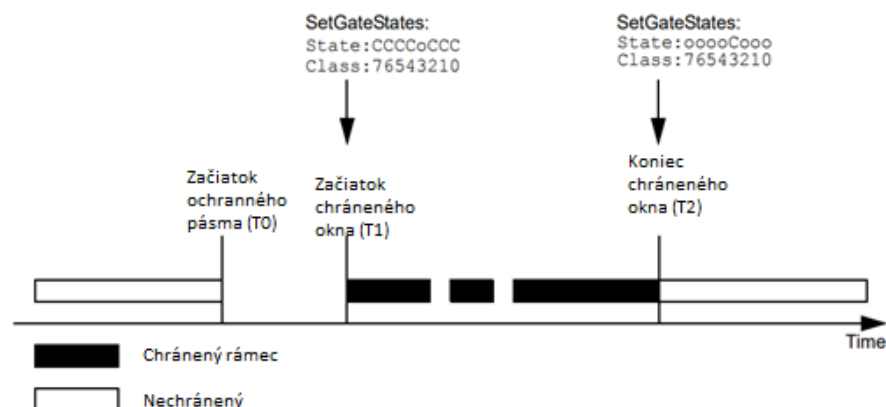 SetGateStates:
State:CCCCoCCC
Class:76543210
SetGateStates:
State:ooooCooo
Class:76543210
Začiatok
ochranného
pásma (T0)
Začiatok
chráneného
okna (T1)
Koniec
chráneného
okna (T2)
Time
Chránený rámec
Nechránený